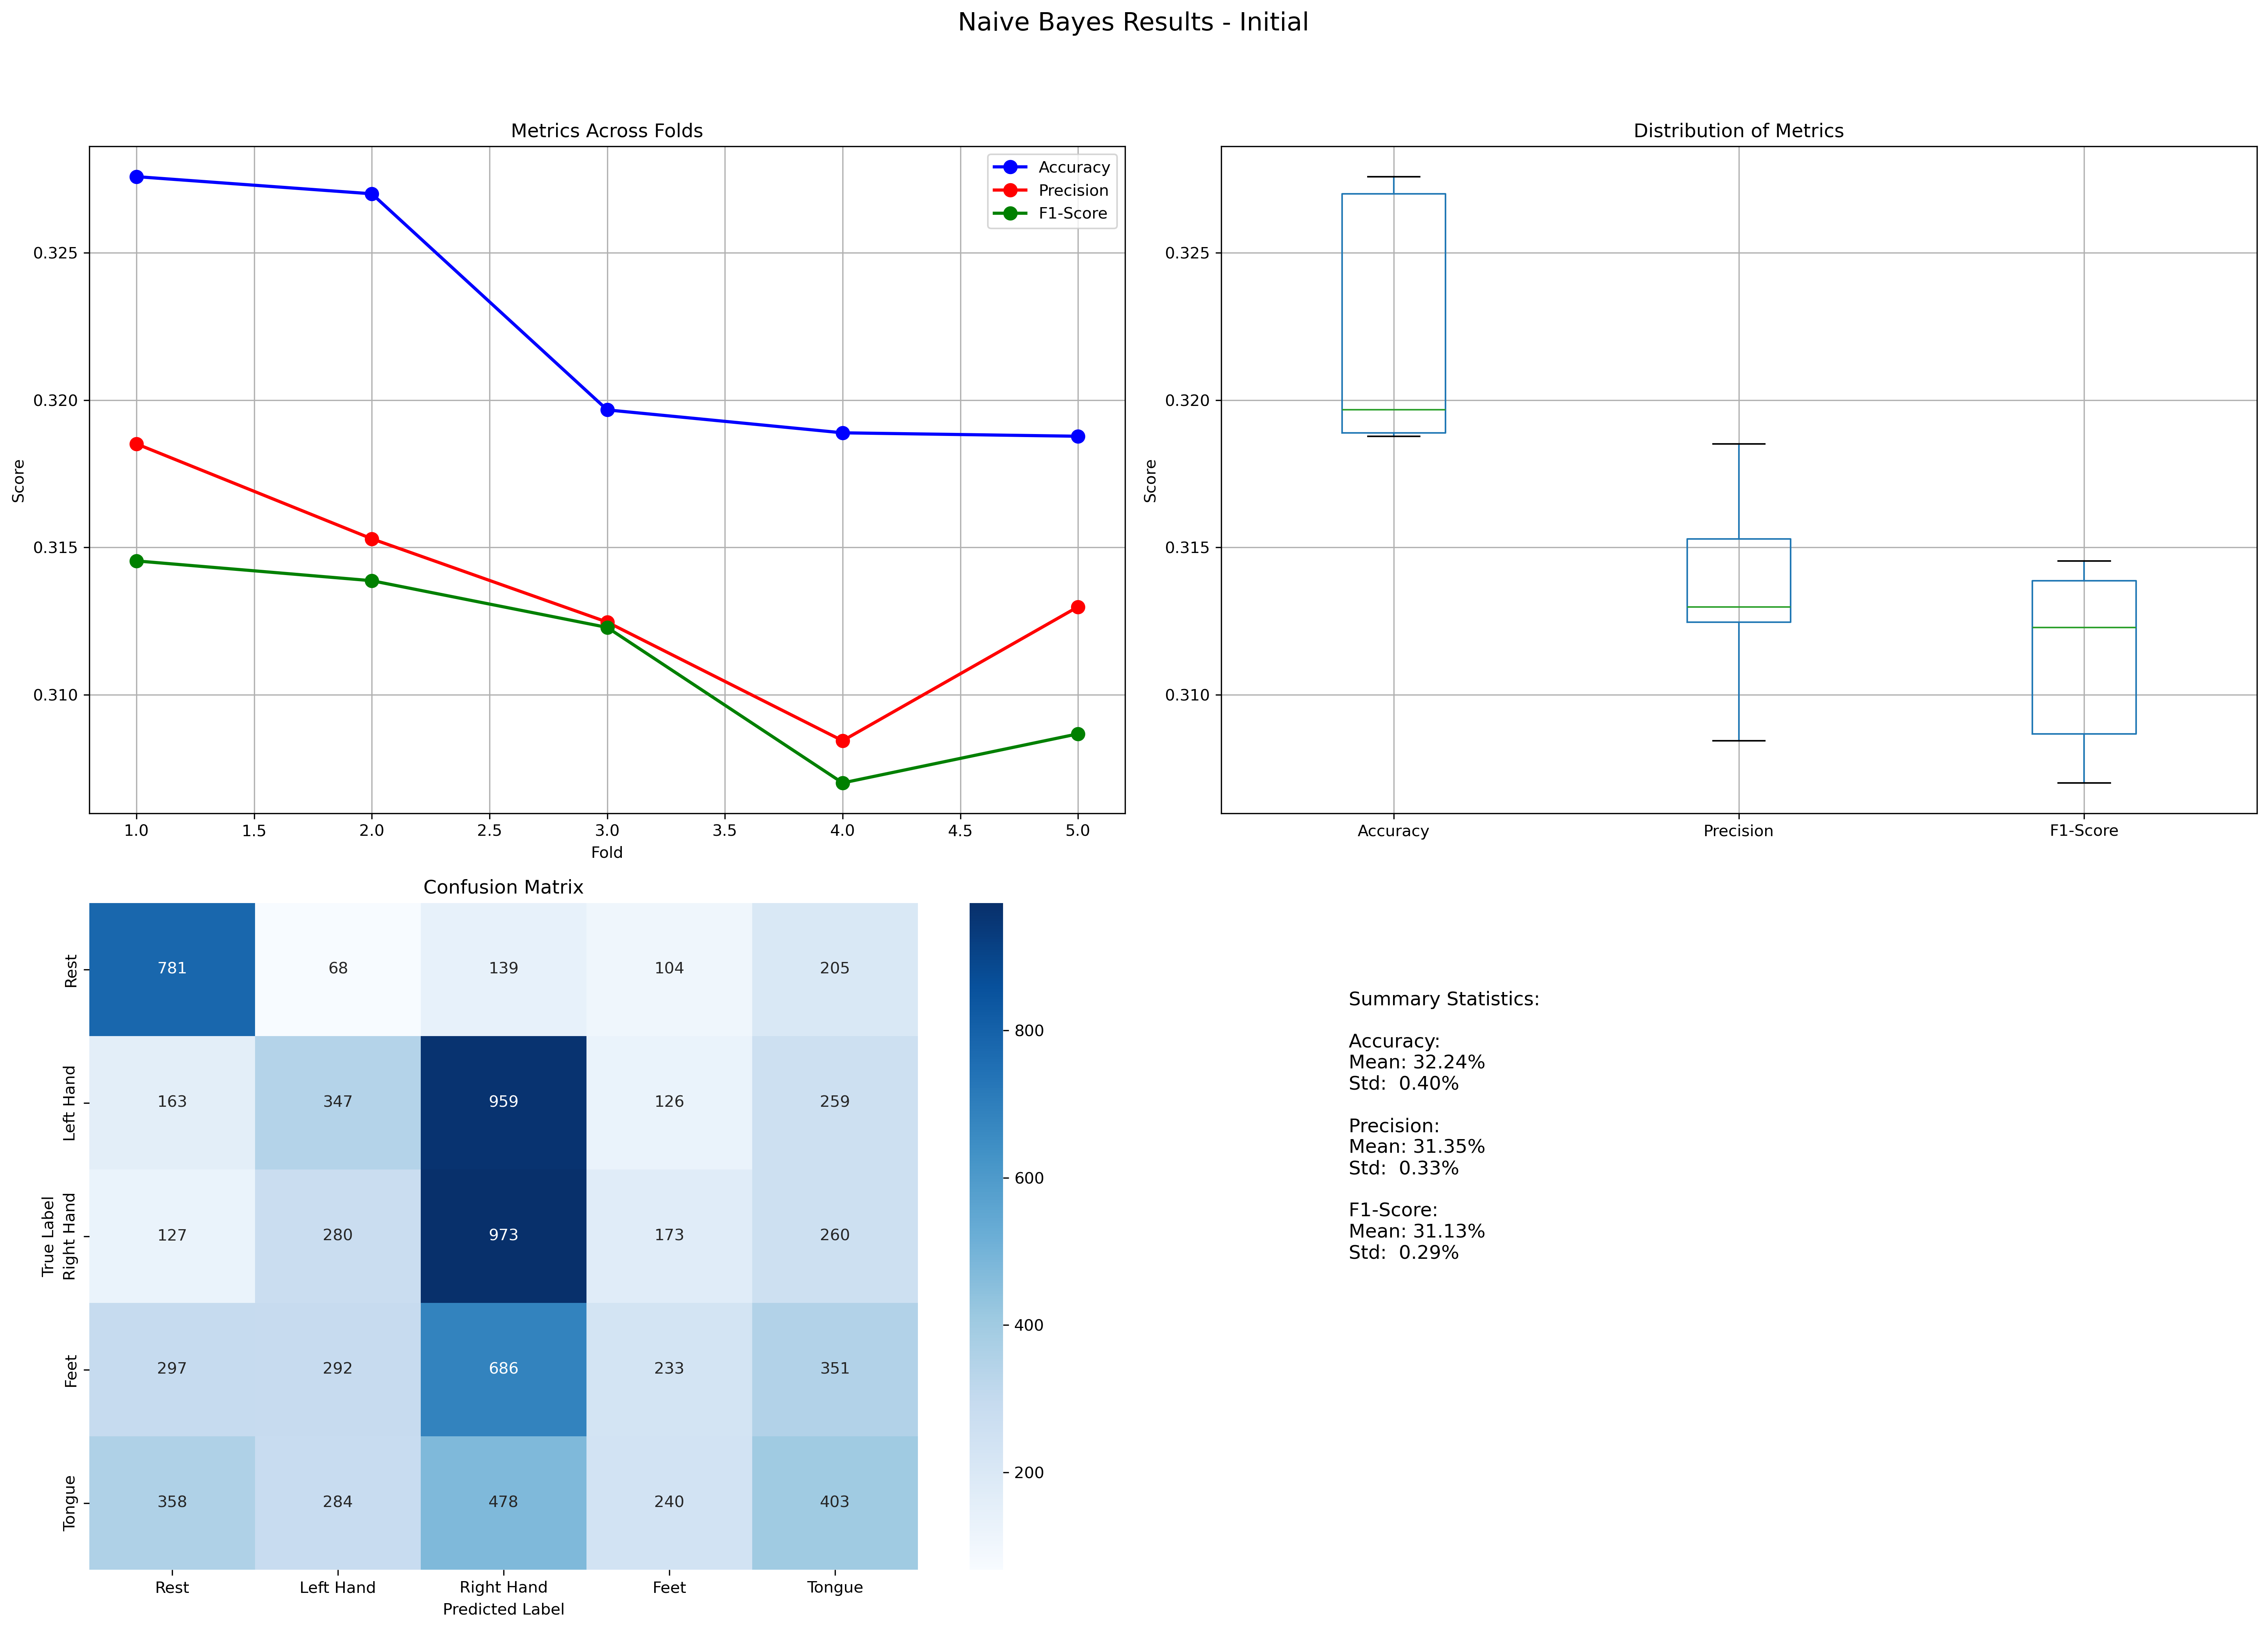 Naive Bayes Results - Initial
Metrics Across Folds
Accuracy
Precision
F1-Score
0.325
0.320
0.315
0.310
Score
1.0 1.5 2.0 2.5 3.0 3.5 4.0 4.5 5.0
Fold
Distribution of Metrics
0.325
0.320
0.315
0.310
Score
Accuracy Precision F1-Score
Confusion Matrix
True Label
Rest 781 68 139 104 205
Left Hand 163 347 959 126 259
Right Hand 127 280 973 173 260
Feet 297 292 686 233 351
Tongue 358 284 478 240 403
Rest Left Hand Right Hand Feet Tongue
Predicted Label
800
600
400
200
Summary Statistics:
Accuracy:
Mean: 32.24%
Std: 0.40%
Precision:
Mean: 31.35%
Std: 0.33%
F1-Score:
Mean: 31.13%
Std: 0.29%